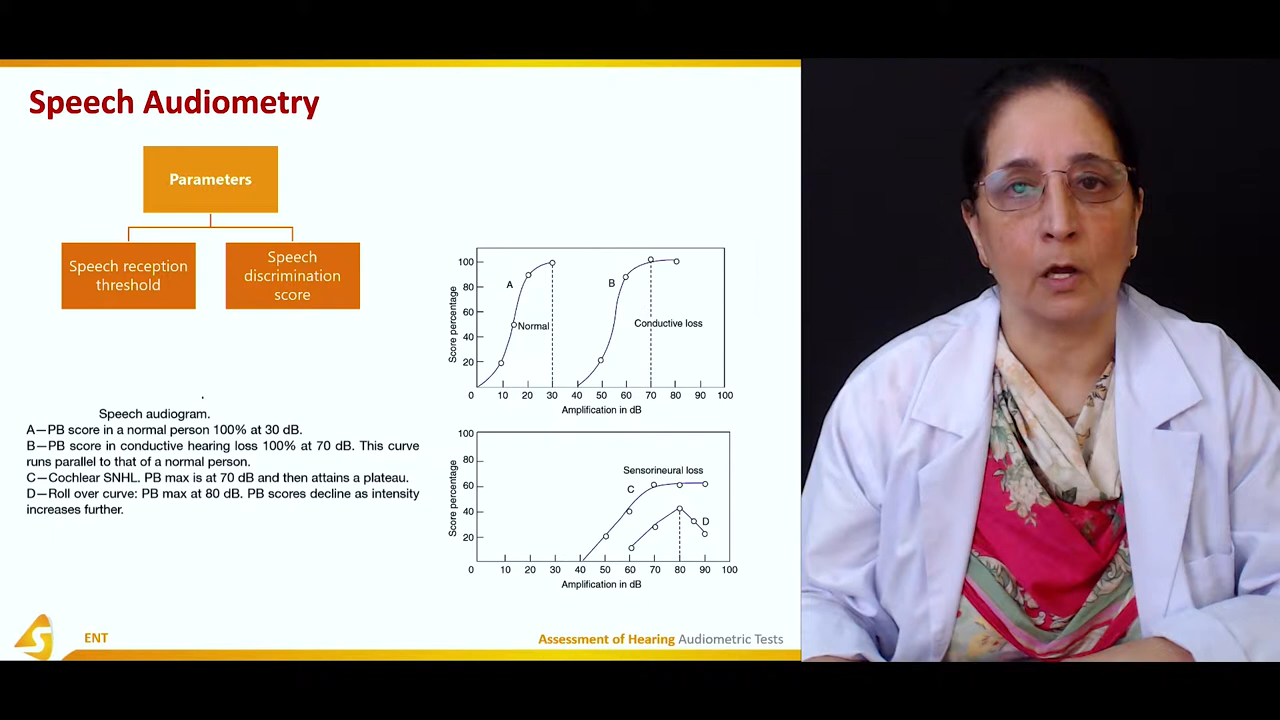 Speech Audiometry
Parameters
Speech reception
threshold
Speech
discrimination
score
Speech audiogram.
A—PB score in a normal person 100% at 30 dB.
B—PB score in conductive hearing loss 100% at 70 dB. This curve
runs parallel to that of a normal person.
C—Cochlear SNHL. PB max is at 70 dB and then attains a plateau.
D—Roll over curve: PB max at 80 dB. PB scores decline as intensity
increases further.
Score percentage
100
80
60
40
20
A
Normal
B
Conductive loss
0 10 20 30 40 50 60 70 80 100
Amplification in dB
Score percentage
100
80
60
40
20
Sensorineural loss
C
D
0 10 20 30 40 50 60 70 80 90 100
Amplification in dB
S
ENT
Assessment of Hearing Audiometric Tests